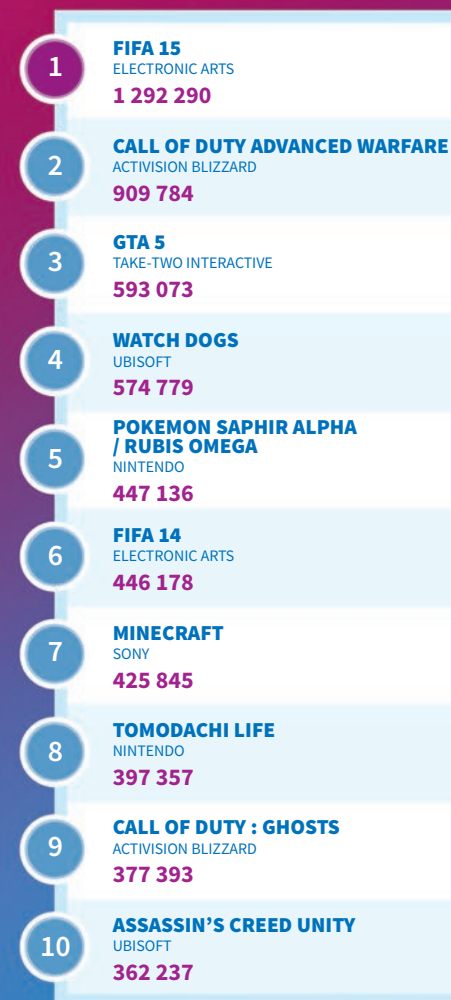 1
FIFA 15
ELECTRONIC ARTS
1 292 290
2
CALL OF DUTY ADVANCED WARFARE
ACTIVISION BLIZZARD
909 784
3
GTA 5
TAKE-TWO INTERACTIVE
593 073
4
WATCH DOGS
UBISOFT
574 779
5
POKEMON SAPHIR ALPHA
/ RUBIS OMEGA
NINTENDO
447 136
6
FIFA 14
ELECTRONIC ARTS
446 178
7
MINECRAFT
SONY
425 845
8
TOMODACHI LIFE
NINTENDO
397 357
9
CALL OF DUTY : GHOSTS
ACTIVISION BLIZZARD
377 393
10
ASSASSIN’S CREED UNITY
UBISOFT
362 237